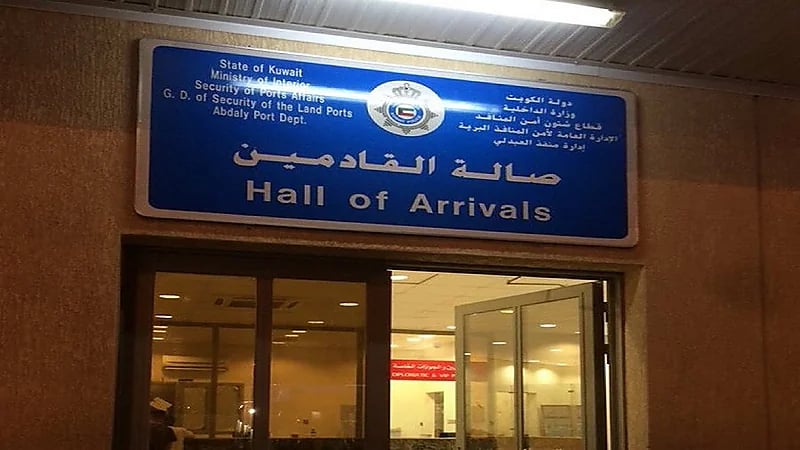 State of Kuwait
Ministry of Interior
Security of Ports Affairs
G. D. of Security of the Land Ports
Abdaly Port Dept.
دولة الكويت
وزارة الداخلية
قطاع شئون أمن المنافذ
الإدارة العامة لأمن المنافذ البرية
إدارة منفذ العبدلي
صالة القادمين
Hall of Arrivals
DIPLOMATIC & VIP